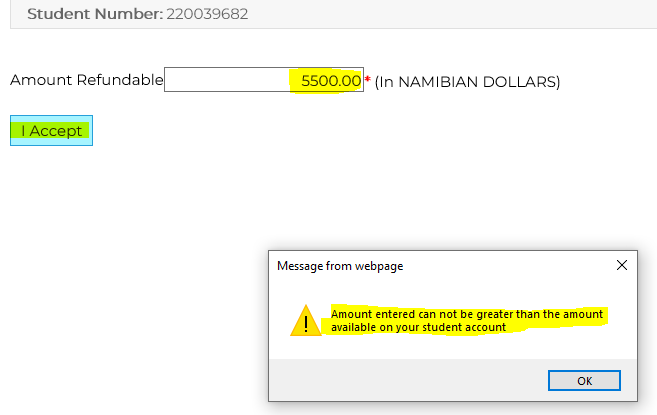 Student Number: 220039682
Amount Refundable 5500.00 * (In NAMIBIAN DOLLARS)
I Accept
Message from webpage
Amount entered can not be greater than the amount
available on your student account
OK